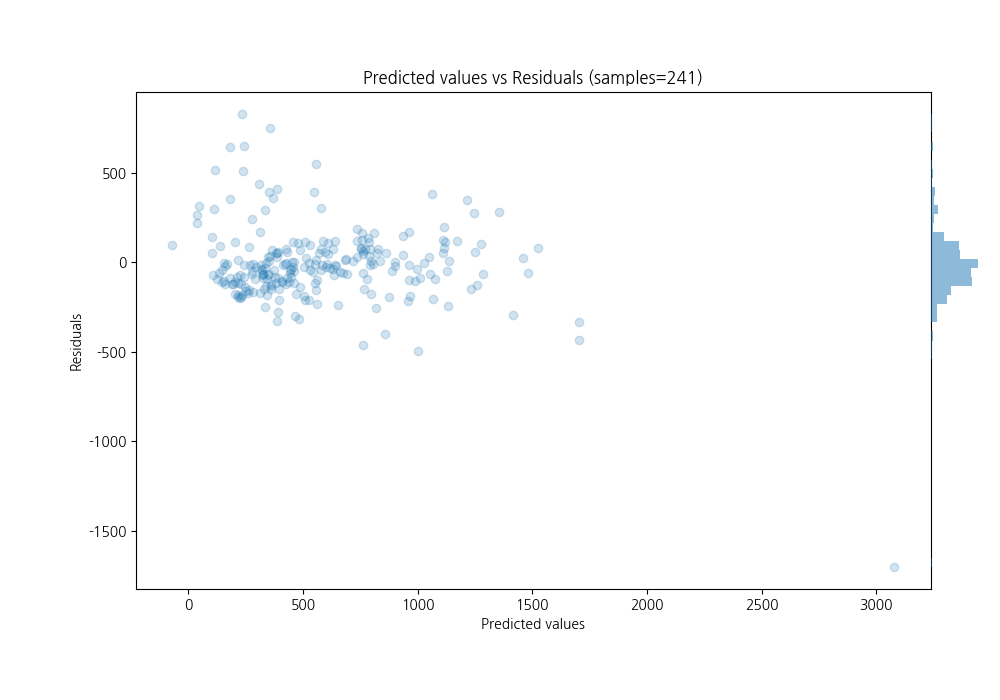 Predicted values vs Residuals (samples=241)
500
0
-500
-1000
-1500
Residuals
0 500 1000 1500 2000 2500 3000
Predicted values